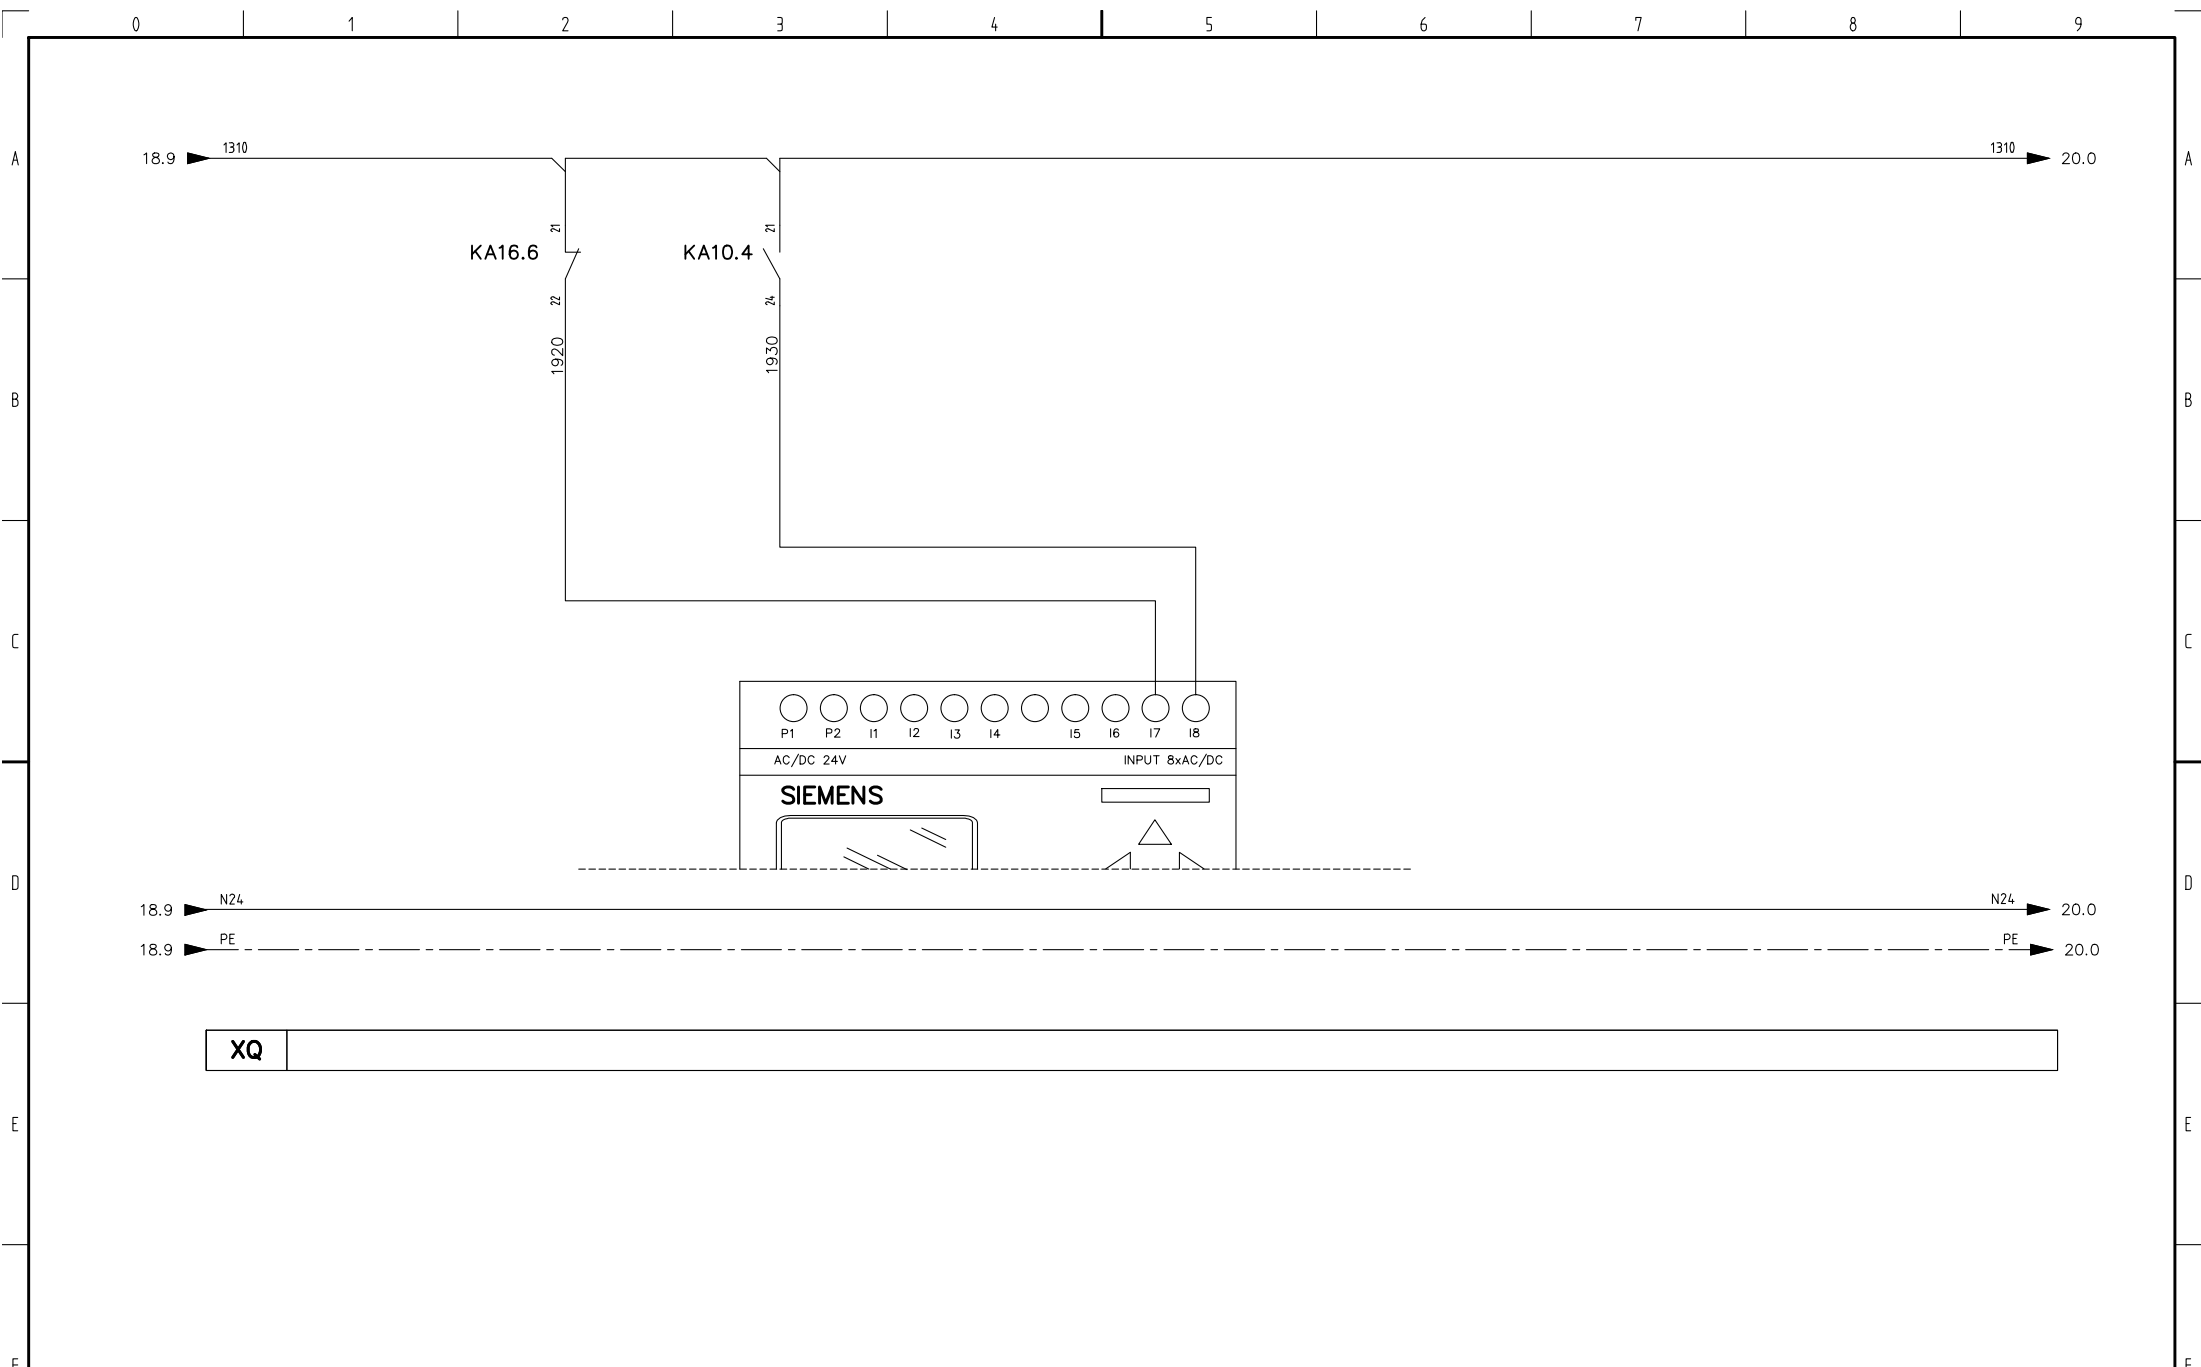 0 1 2 3 4 5 6 7 8 9
A 18.9 1310 1310 20.0 A
21 21
KA16.6 KA10.4
22 24
1920 1930
B B
C C
P1 P2 I1 I2 I3 I4 I5 I6 I7 I8
AC/DC 24V INPUT 8xAC/DC
SIEMENS
D D
18.9 N24 N24 20.0
18.9 PE PE 20.0
XQ
E E